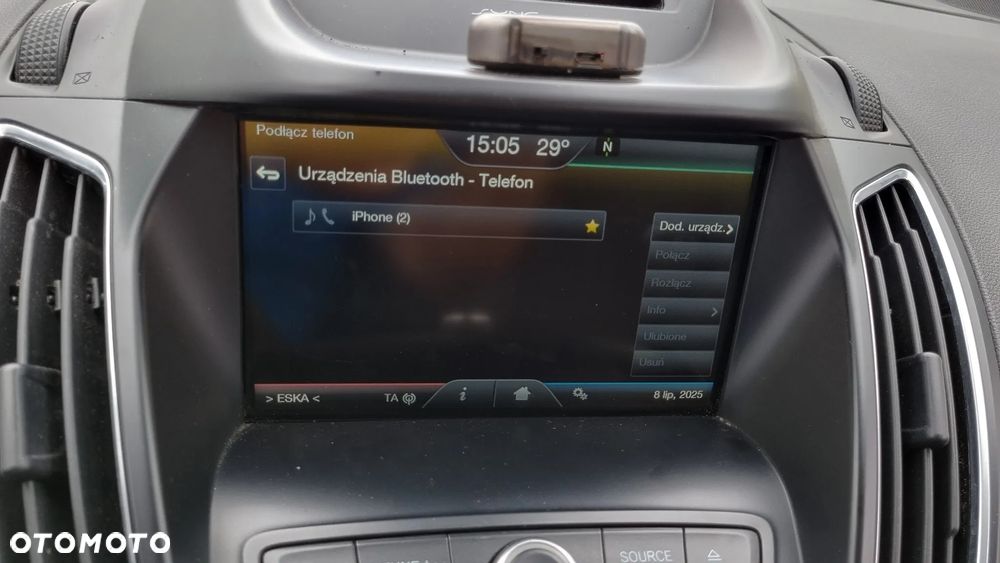 SYNC
Podłącz telefon
15:05 29° N
Urządzenia Bluetooth - Telefon
iPhone (2)
Dod. urządz.
Połącz
Rozłącz
Info
Ulubione
Usuń
> ESKA < TA i 8 lip, 2025
SOURCE
OTOMOTO